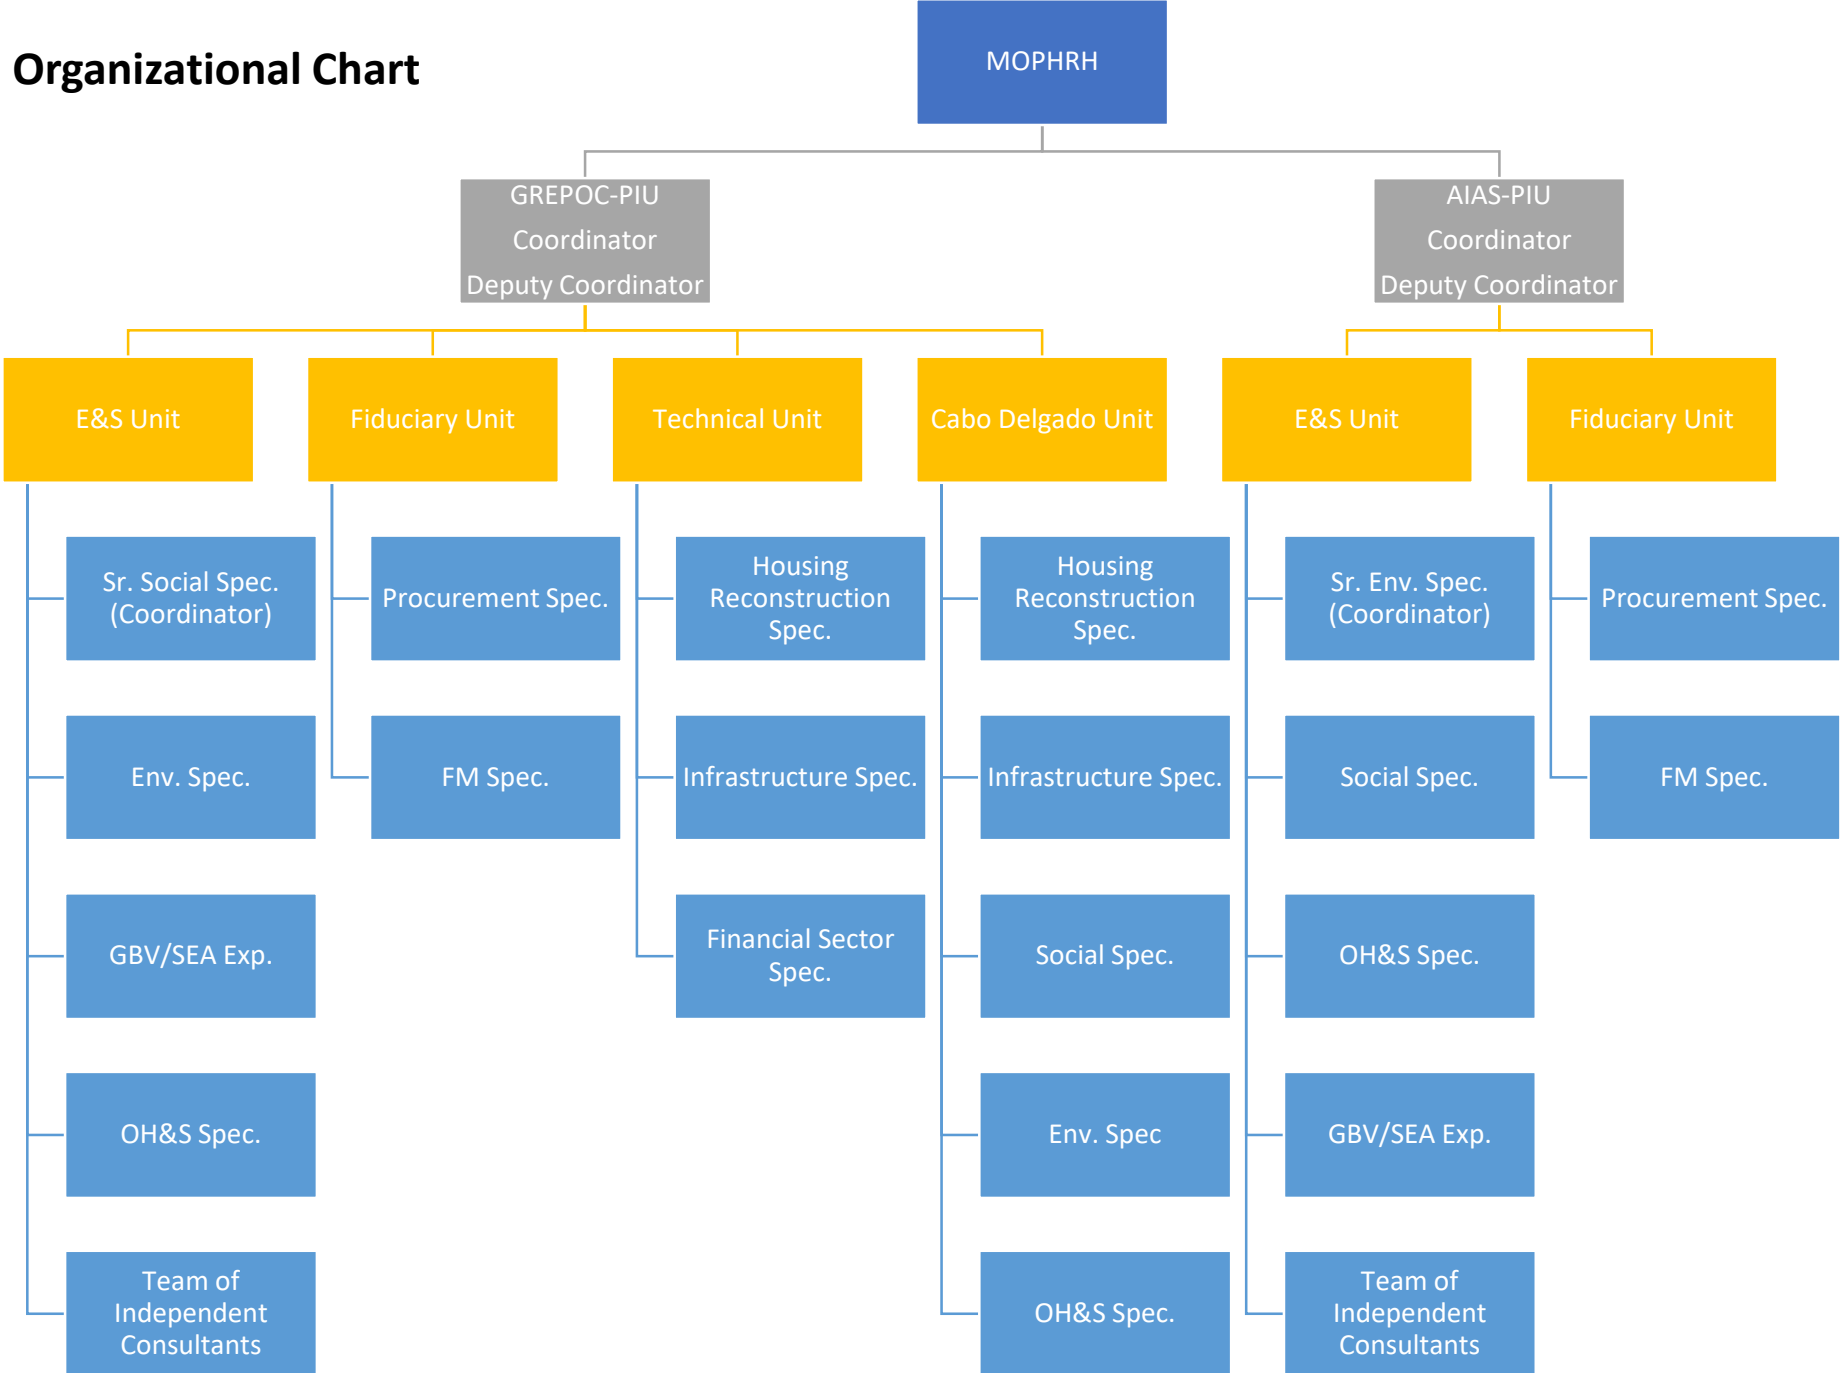 Organizational Chart
MOPHRH
GREPOC-PIU
Coordinator
Deputy Coordinator
AIAS-PIU
Coordinator
Deputy Coordinator
E&S Unit
Fiduciary Unit
Technical Unit
Cabo Delgado Unit
E&S Unit
Fiduciary Unit
Sr. Social Spec.
(Coordinator)
Procurement Spec.
Housing
Reconstruction
Spec.
Housing
Reconstruction
Spec.
Sr. Env. Spec.
(Coordinator)
Procurement Spec.
Env. Spec.
FM Spec.
Infrastructure Spec.
Infrastructure Spec.
Social Spec.
FM Spec.
GBV/SEA Exp.
Financial Sector
Spec.
Social Spec.
OH&S Spec.
OH&S Spec.
Env. Spec
GBV/SEA Exp.
Team of
Independent
Consultants
OH&S Spec.
Team of
Independent
Consultants